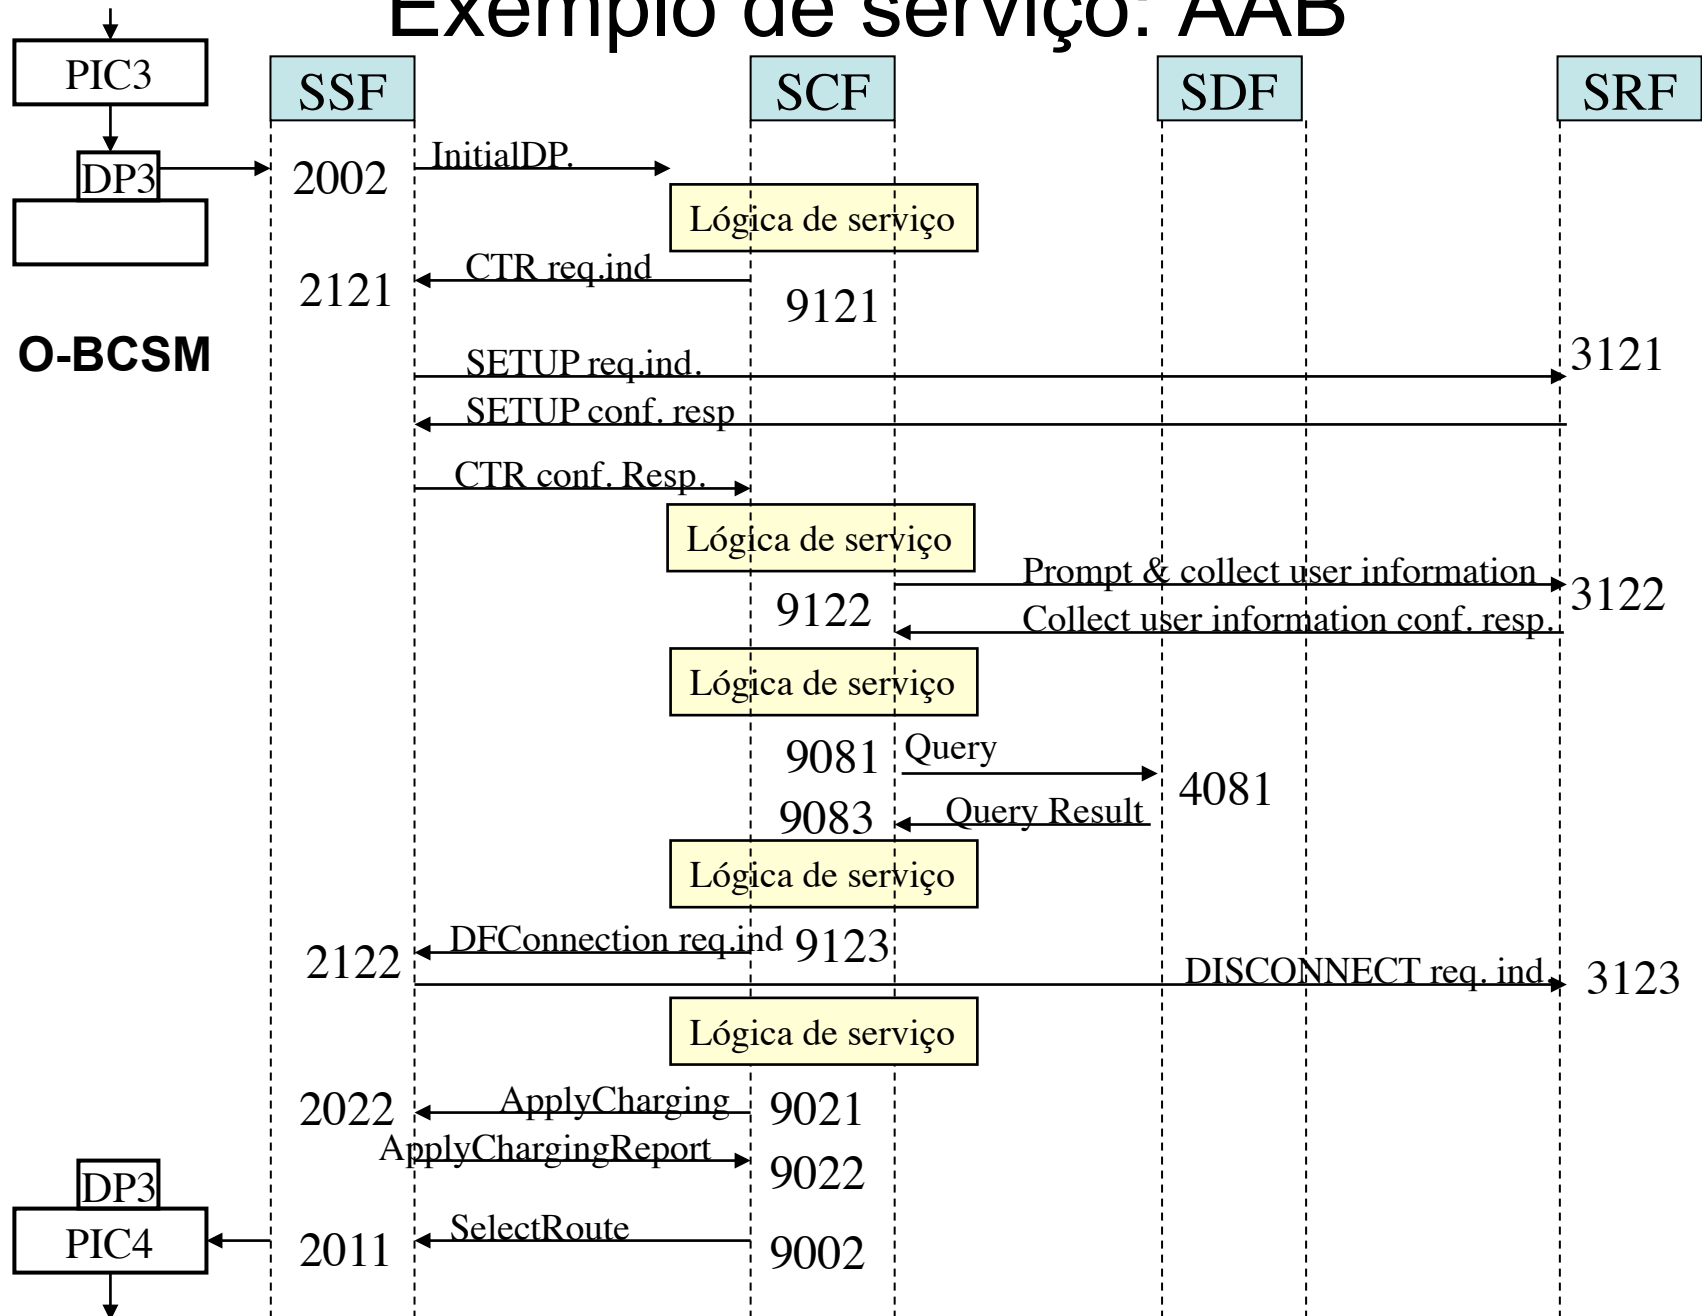 Exemplo de serviço: AAB
PIC3
SSF
SCF
SDF
SRF
DP3
2002
InitialDP.
Lógica de serviço
CTR req.ind
2121
9121
O-BCSM
SETUP req.ind.
3121
SETUP conf. resp
CTR conf. Resp.
Lógica de serviço
Prompt & collect user information
9122
3122
Collect user information conf. resp.
Lógica de serviço
9081
Query
4081
9083
Query Result
Lógica de serviço
DFConnection req.ind
9123
2122
DISCONNECT req. ind.
3123
Lógica de serviço
2022
ApplyCharging
9021
ApplyChargingReport
9022
DP3
PIC4
2011
SelectRoute
9002